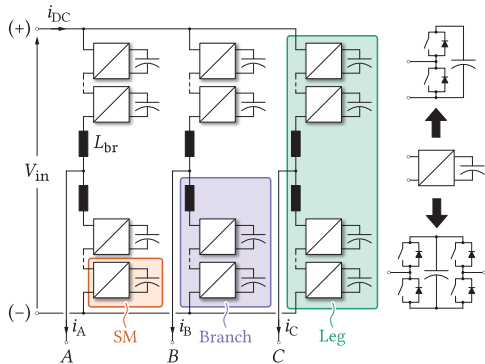 (+)
i_DC
L_br
V_in
(−)
i_A
i_B
i_C
SM
Branch
Leg
A
B
C